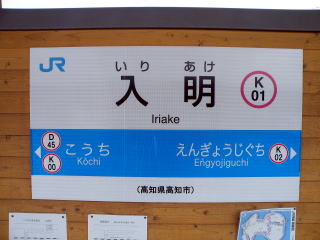 JR
いり あけ
入 明
Iriake
K
01
D
45
K
00
こうち
Kōchi
えんぎょうじぐち
Engyojiguchi
K
02
(高知県高知市)